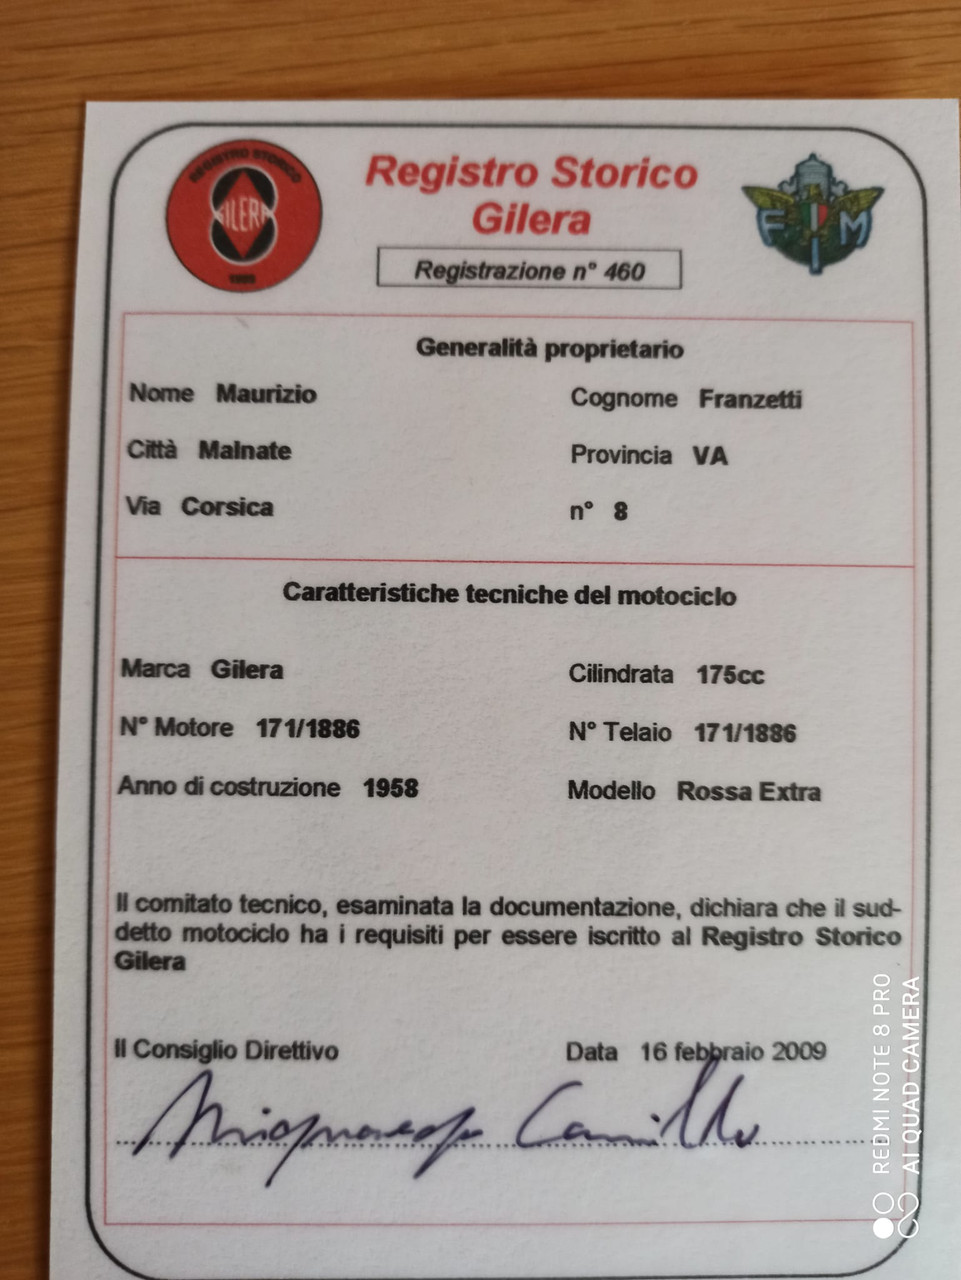 REGISTRO STORICO
GILERA
Registro Storico
Gilera
F M
Registrazione n° 460
Generalità proprietario
Nome Maurizio Cognome Franzetti
Città Malnate Provincia VA
Via Corsica n° 8
Caratteristiche tecniche del motociclo
Marca Gilera Cilindrata 175cc
N° Motore 171/1886 N° Telaio 171/1886
Anno di costruzione 1958 Modello Rossa Extra
Il comitato tecnico, esaminata la documentazione, dichiara che il sud-
detto motociclo ha i requisiti per essere iscritto al Registro Storico
Gilera
Il Consiglio Direttivo Data 16 febbraio 2009
Camillo
REDMI NOTE 8 PRO
AI QUAD CAMERA